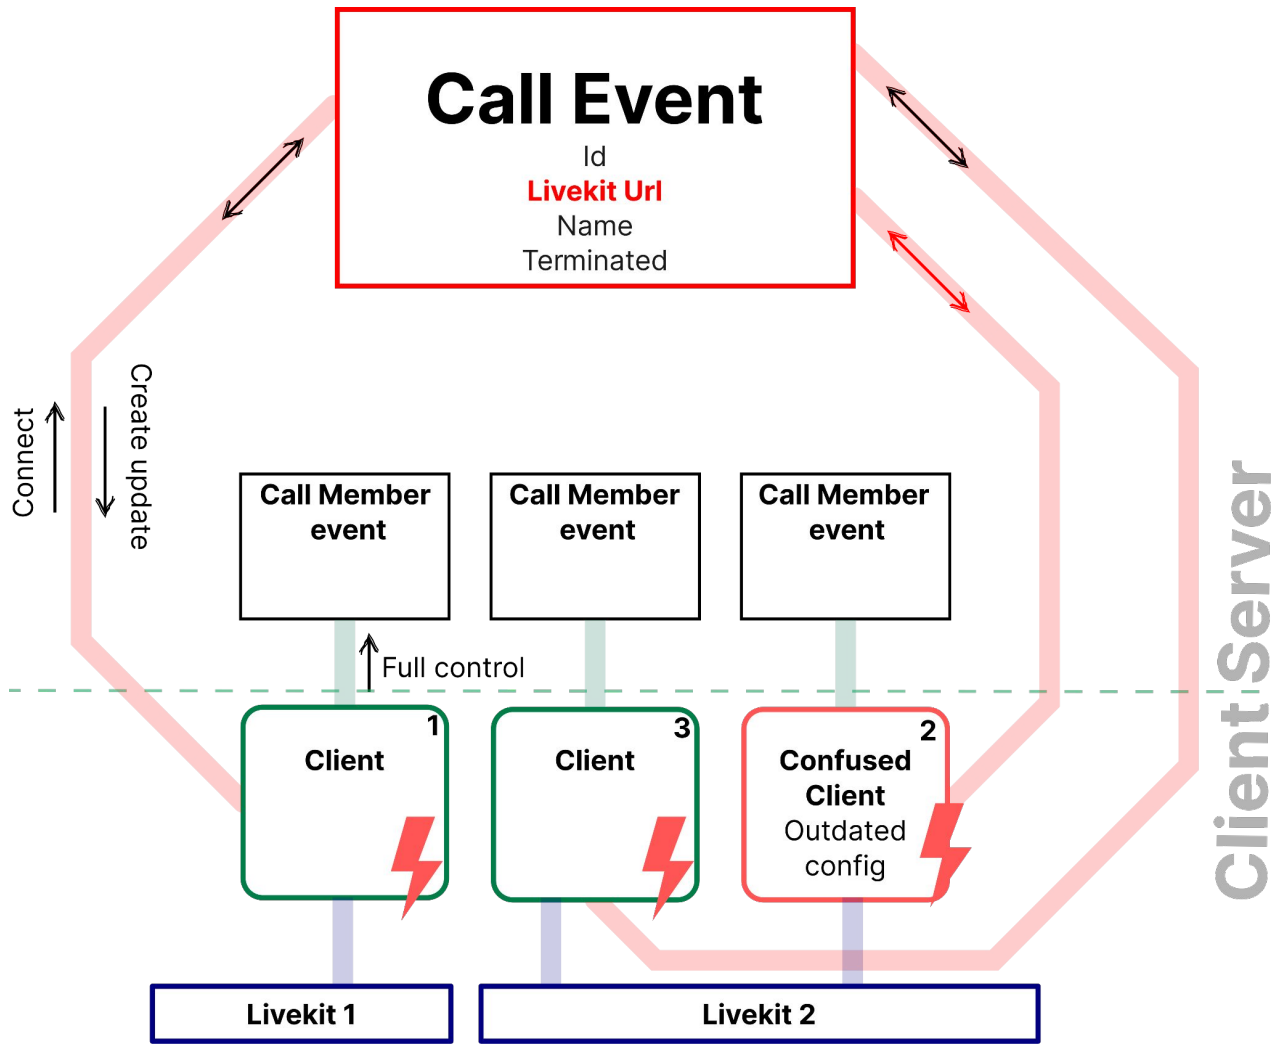 Call Event
Id
Livekit Url
Name
Terminated
Connect
Create update
Call Member
event
Call Member
event
Call Member
event
Full control
Client Server
1
Client
3
Client
2
Confused
Client
Outdated
config
Livekit 1
Livekit 2